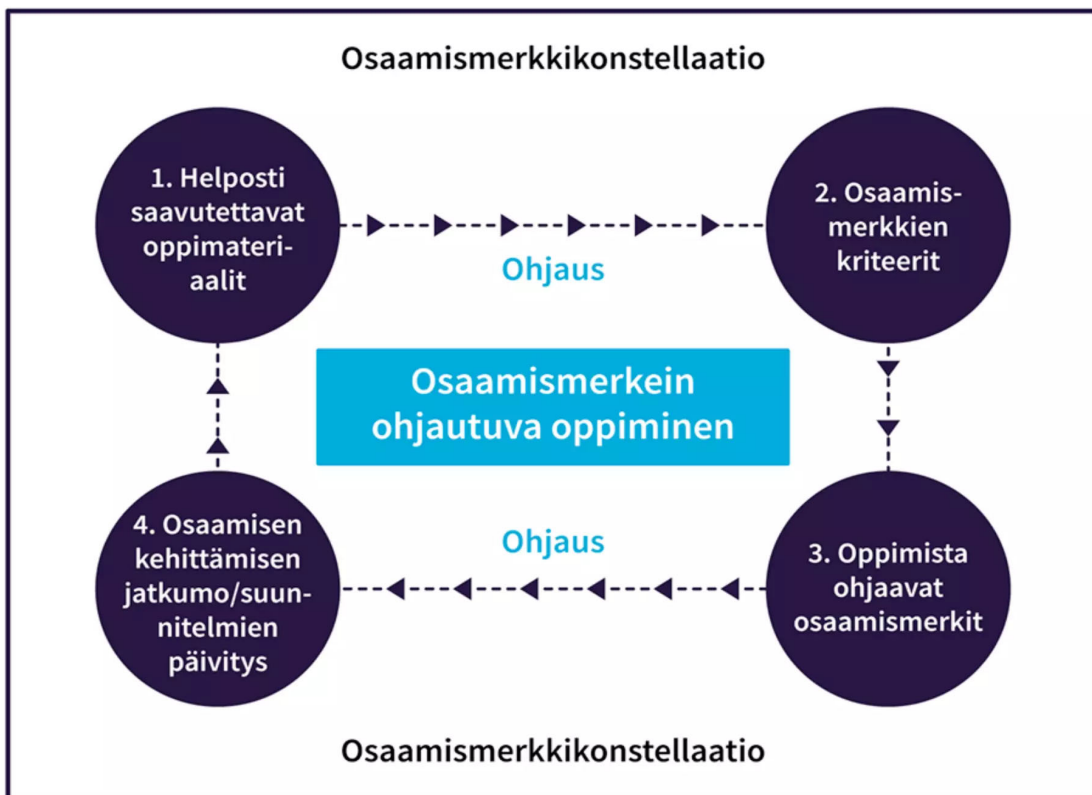 Osaamismerkkikonstellaatio
1. Helposti
saavutettavat
oppimateri-
aalit
2. Osaamis-
merkkien
kriteerit
Ohjaus
Osaamismerkein
ohjautuva oppiminen
4. Osaamisen
kehittämisen
jatkumo/suun-
nitelmien
päivitys
Ohjaus
3. Oppimista
ohjaavat
osaamismerkit
Osaamismerkkikonstellaatio